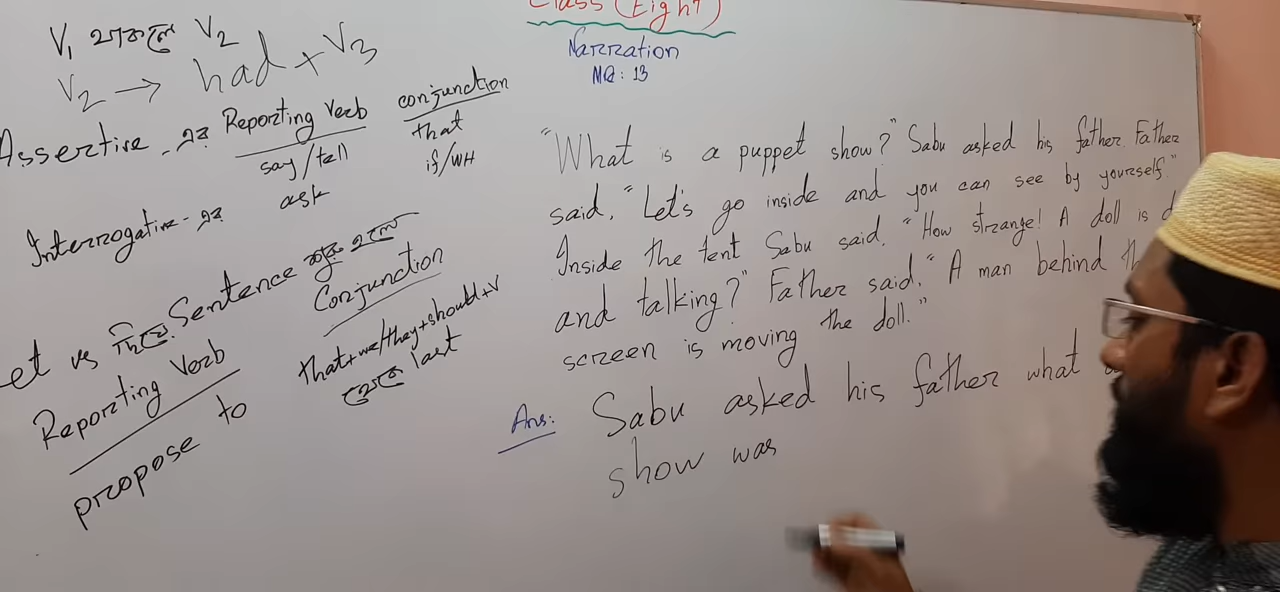 Class (Eight)
Narration
MQ: 13
V1 থাকলে V2
V2 → had + V3
Assertive - এর Reporting Verb conjunction
say/tell that
Interrogative - এর ask if/WH
Let us দিয়ে Sentence শুরু হলে
Reporting Verb Conjunction
propose to that+we/they+should+V
থেকে last
"What is a puppet show?" Sabu asked his father. Father
said, "Let's go inside and you can see by yourself."
Inside the tent Sabu said, "How strange! A doll is
and talking?" Father said, "A man behind
screen is moving the doll."
Ans: Sabu asked his father what
show was